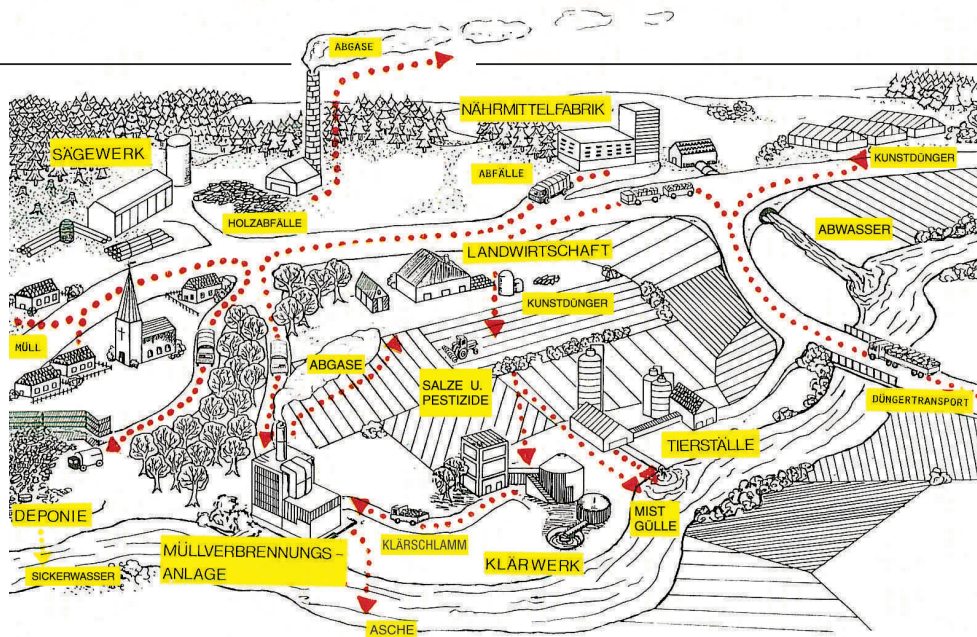 ABGASE
NÄHRMITTELFABRIK
SÄGEWERK
KUNSTDÜNGER
ABFÄLLE
HOLZABFÄLLE
ABWASSER
LANDWIRTSCHAFT
KUNSTDÜNGER
MÜLL
ABGASE
SALZE U.
PESTIZIDE
DÜNGERTRANSPORT
TIERSTÄLLE
DEPONIE
MIST
GÜLLE
KLÄRSCHLAMM
MÜLLVERBRENNUNGS-
ANLAGE
KLÄRWERK
SICKERWASSER
ASCHE